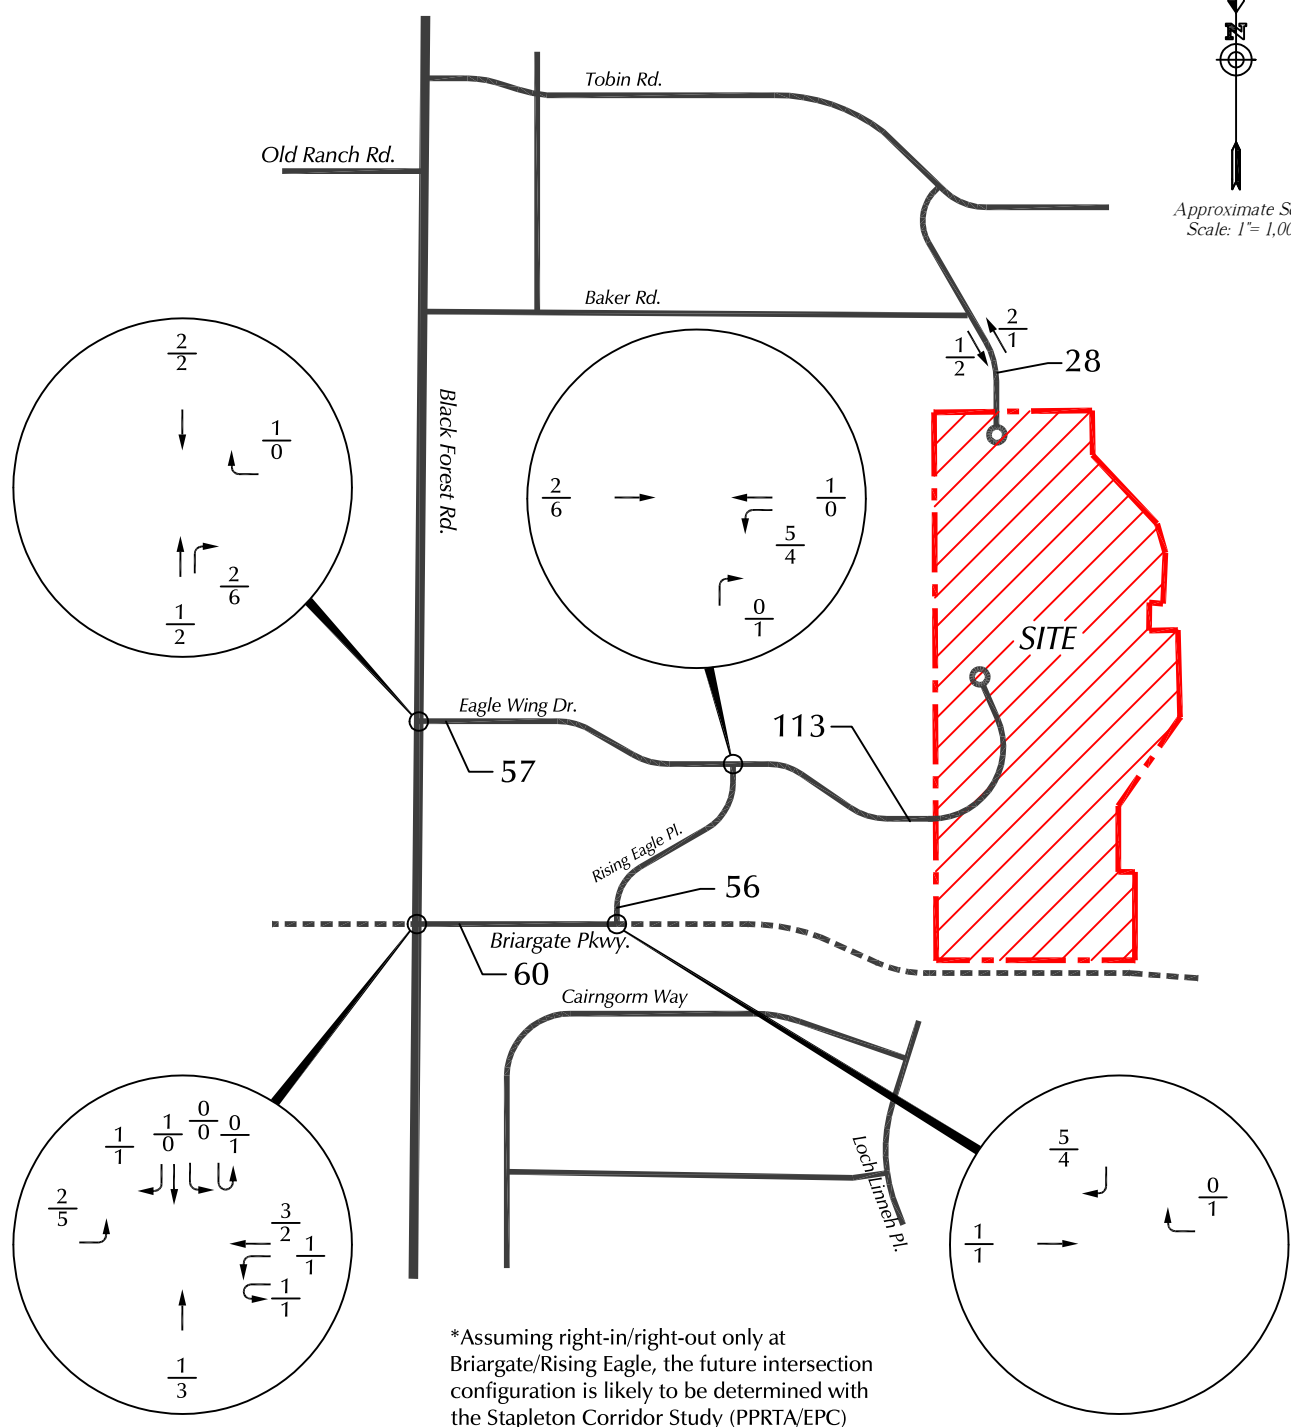 N
Tobin Rd.
Old Ranch Rd.
Approximate
Scale: 1"= 1,00
Baker Rd.
2
1
1
2
28
Black Forest Rd.
2
2
1
0
2
6
1
2
2
6
1
0
5
4
0
1
SITE
Eagle Wing Dr.
113
57
Rising Eagle Pl.
56
Briargate Pkwy.
60
Cairngorm Way
Loch Linneh Pl.
1
1
1
0
0
0
0
1
2
5
3
2
1
1
1
1
1
3
5
4
0
1
1
1
*Assuming right-in/right-out only at
Briargate/Rising Eagle, the future intersection
configuration is likely to be determined with
the Stapleton Corridor Study (PPRTA/EPC)